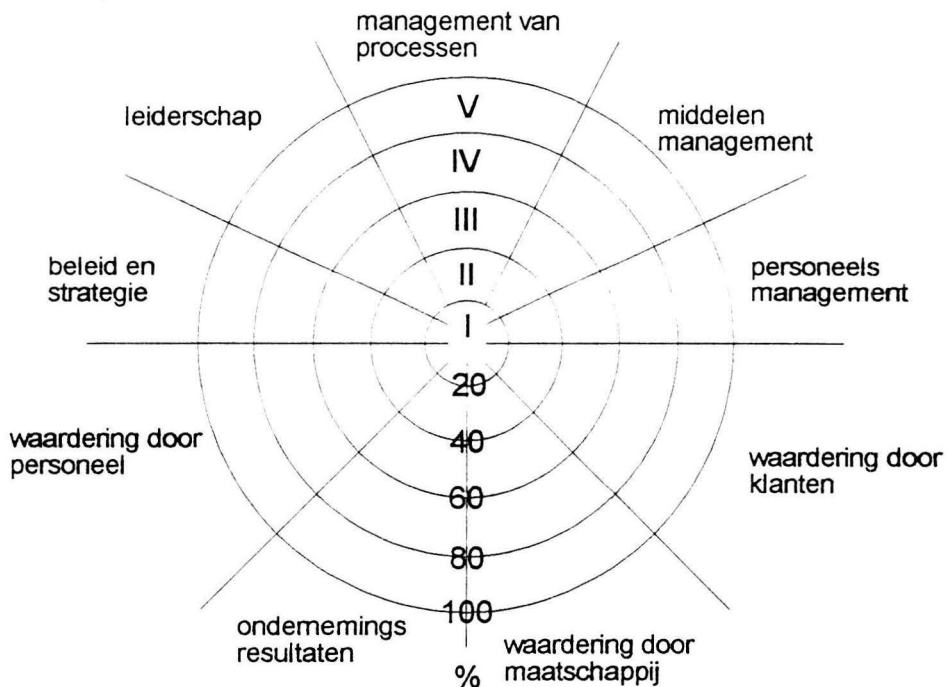 management van
processen
leiderschap
middelen
management
beleid en
strategie
personeels
management
V
IV
III
II
I
20
40
60
80
100
%
waardering door
personeel
waardering door
klanten
ondernemings
resultaten
waardering door
maatschappij